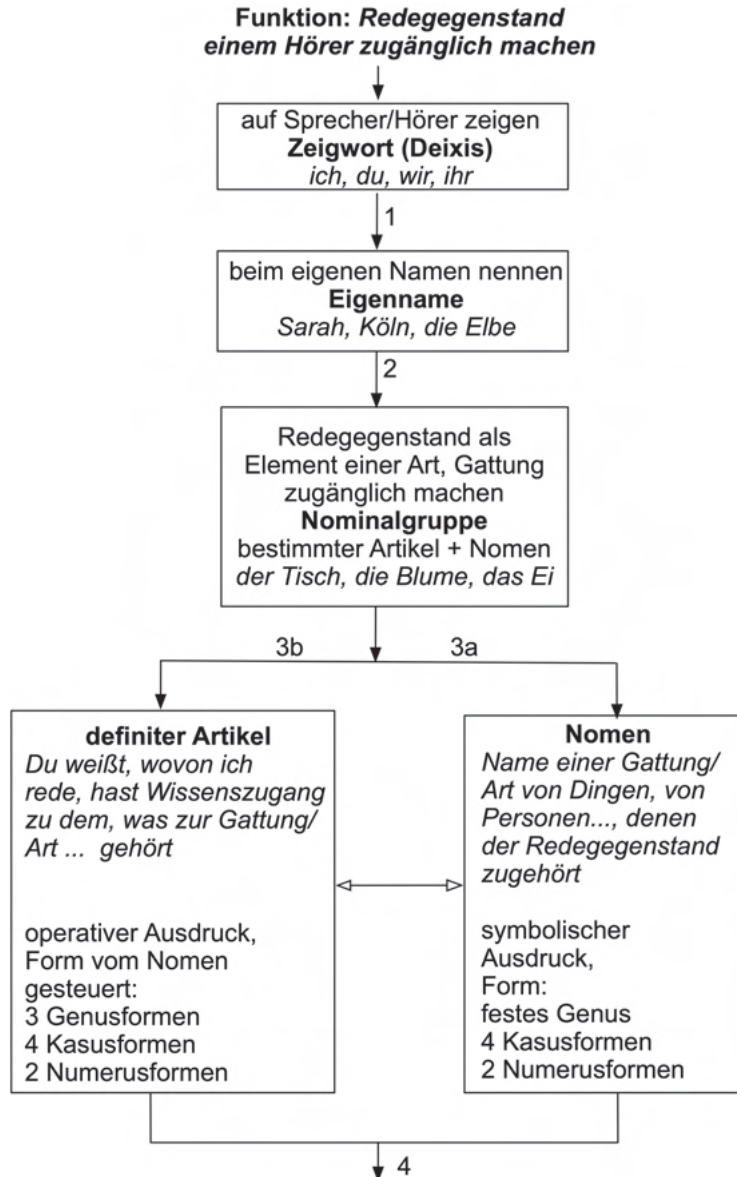 Funktion: Redegegenstand
einem Hörer zugänglich machen
auf Sprecher/Hörer zeigen
Zeigwort (Deixis)
ich, du, wir, ihr
1
beim eigenen Namen nennen
Eigenname
Sarah, Köln, die Elbe
2
Redegegenstand als
Element einer Art, Gattung
zugänglich machen
Nominalgruppe
bestimmter Artikel + Nomen
der Tisch, die Blume, das Ei
3b
3a
definiter Artikel
Du weißt, wovon ich
rede, hast Wissenszugang
zu dem, was zur Gattung/
Art ... gehört
operativer Ausdruck,
Form vom Nomen
gesteuert:
3 Genusformen
4 Kasusformen
2 Numerusformen
Nomen
Name einer Gattung/
Art von Dingen, von
Personen..., denen
der Redegegenstand
zugehört
symbolischer
Ausdruck,
Form:
festes Genus
4 Kasusformen
2 Numerusformen
4